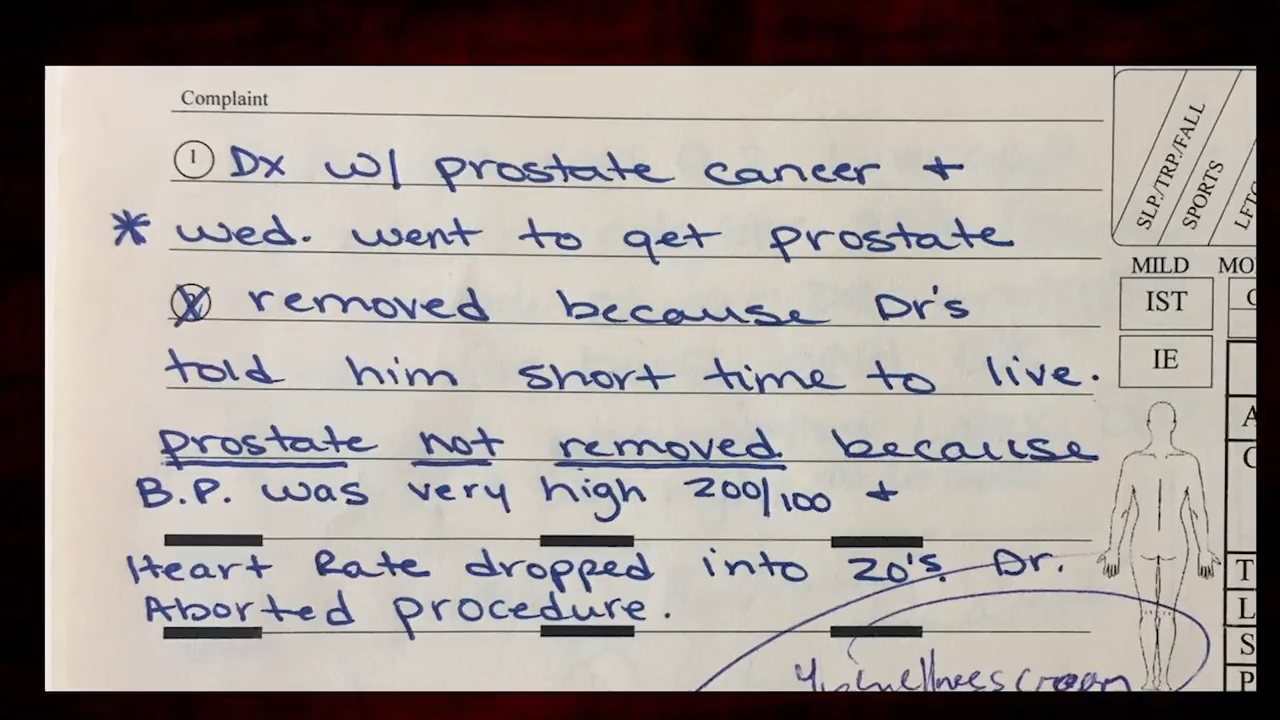 Complaint
① Dx w/ prostate cancer +
* wed. went to get prostate
removed because Dr's
told him short time to live.
prostate not removed because
B.P. was very high 200/100 +
Heart Rate dropped into 20's. Dr.
Aborted procedure.
SLP./TRP./FALL
SPORTS
MILD MO
IST
IE
A
C
T
L
S
P